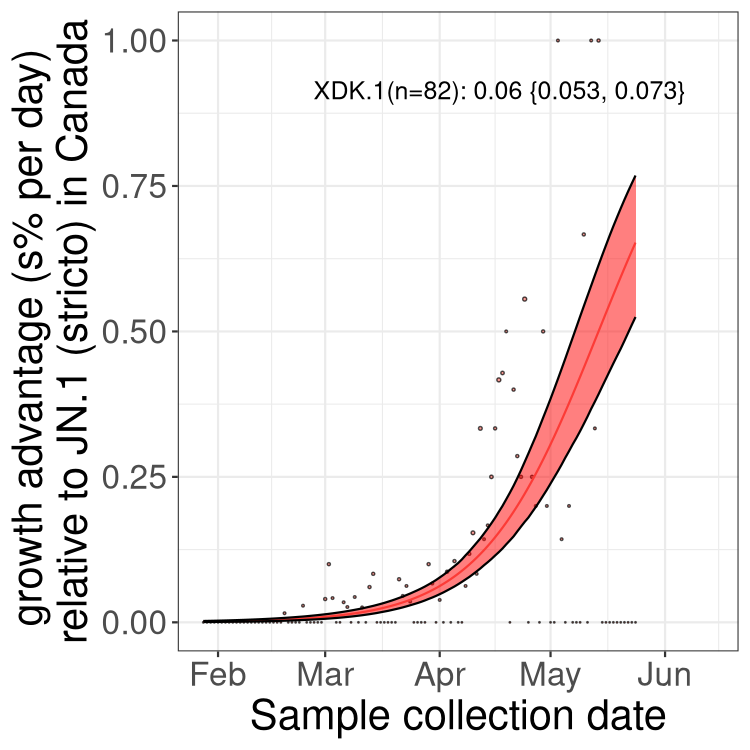 growth advantage (s% per day)
relative to JN.1 (stricto) in Canada
1.00
0.75
0.50
0.25
0.00
XDK.1(n=82): 0.06 {0.053, 0.073}
Feb Mar Apr May Jun
Sample collection date